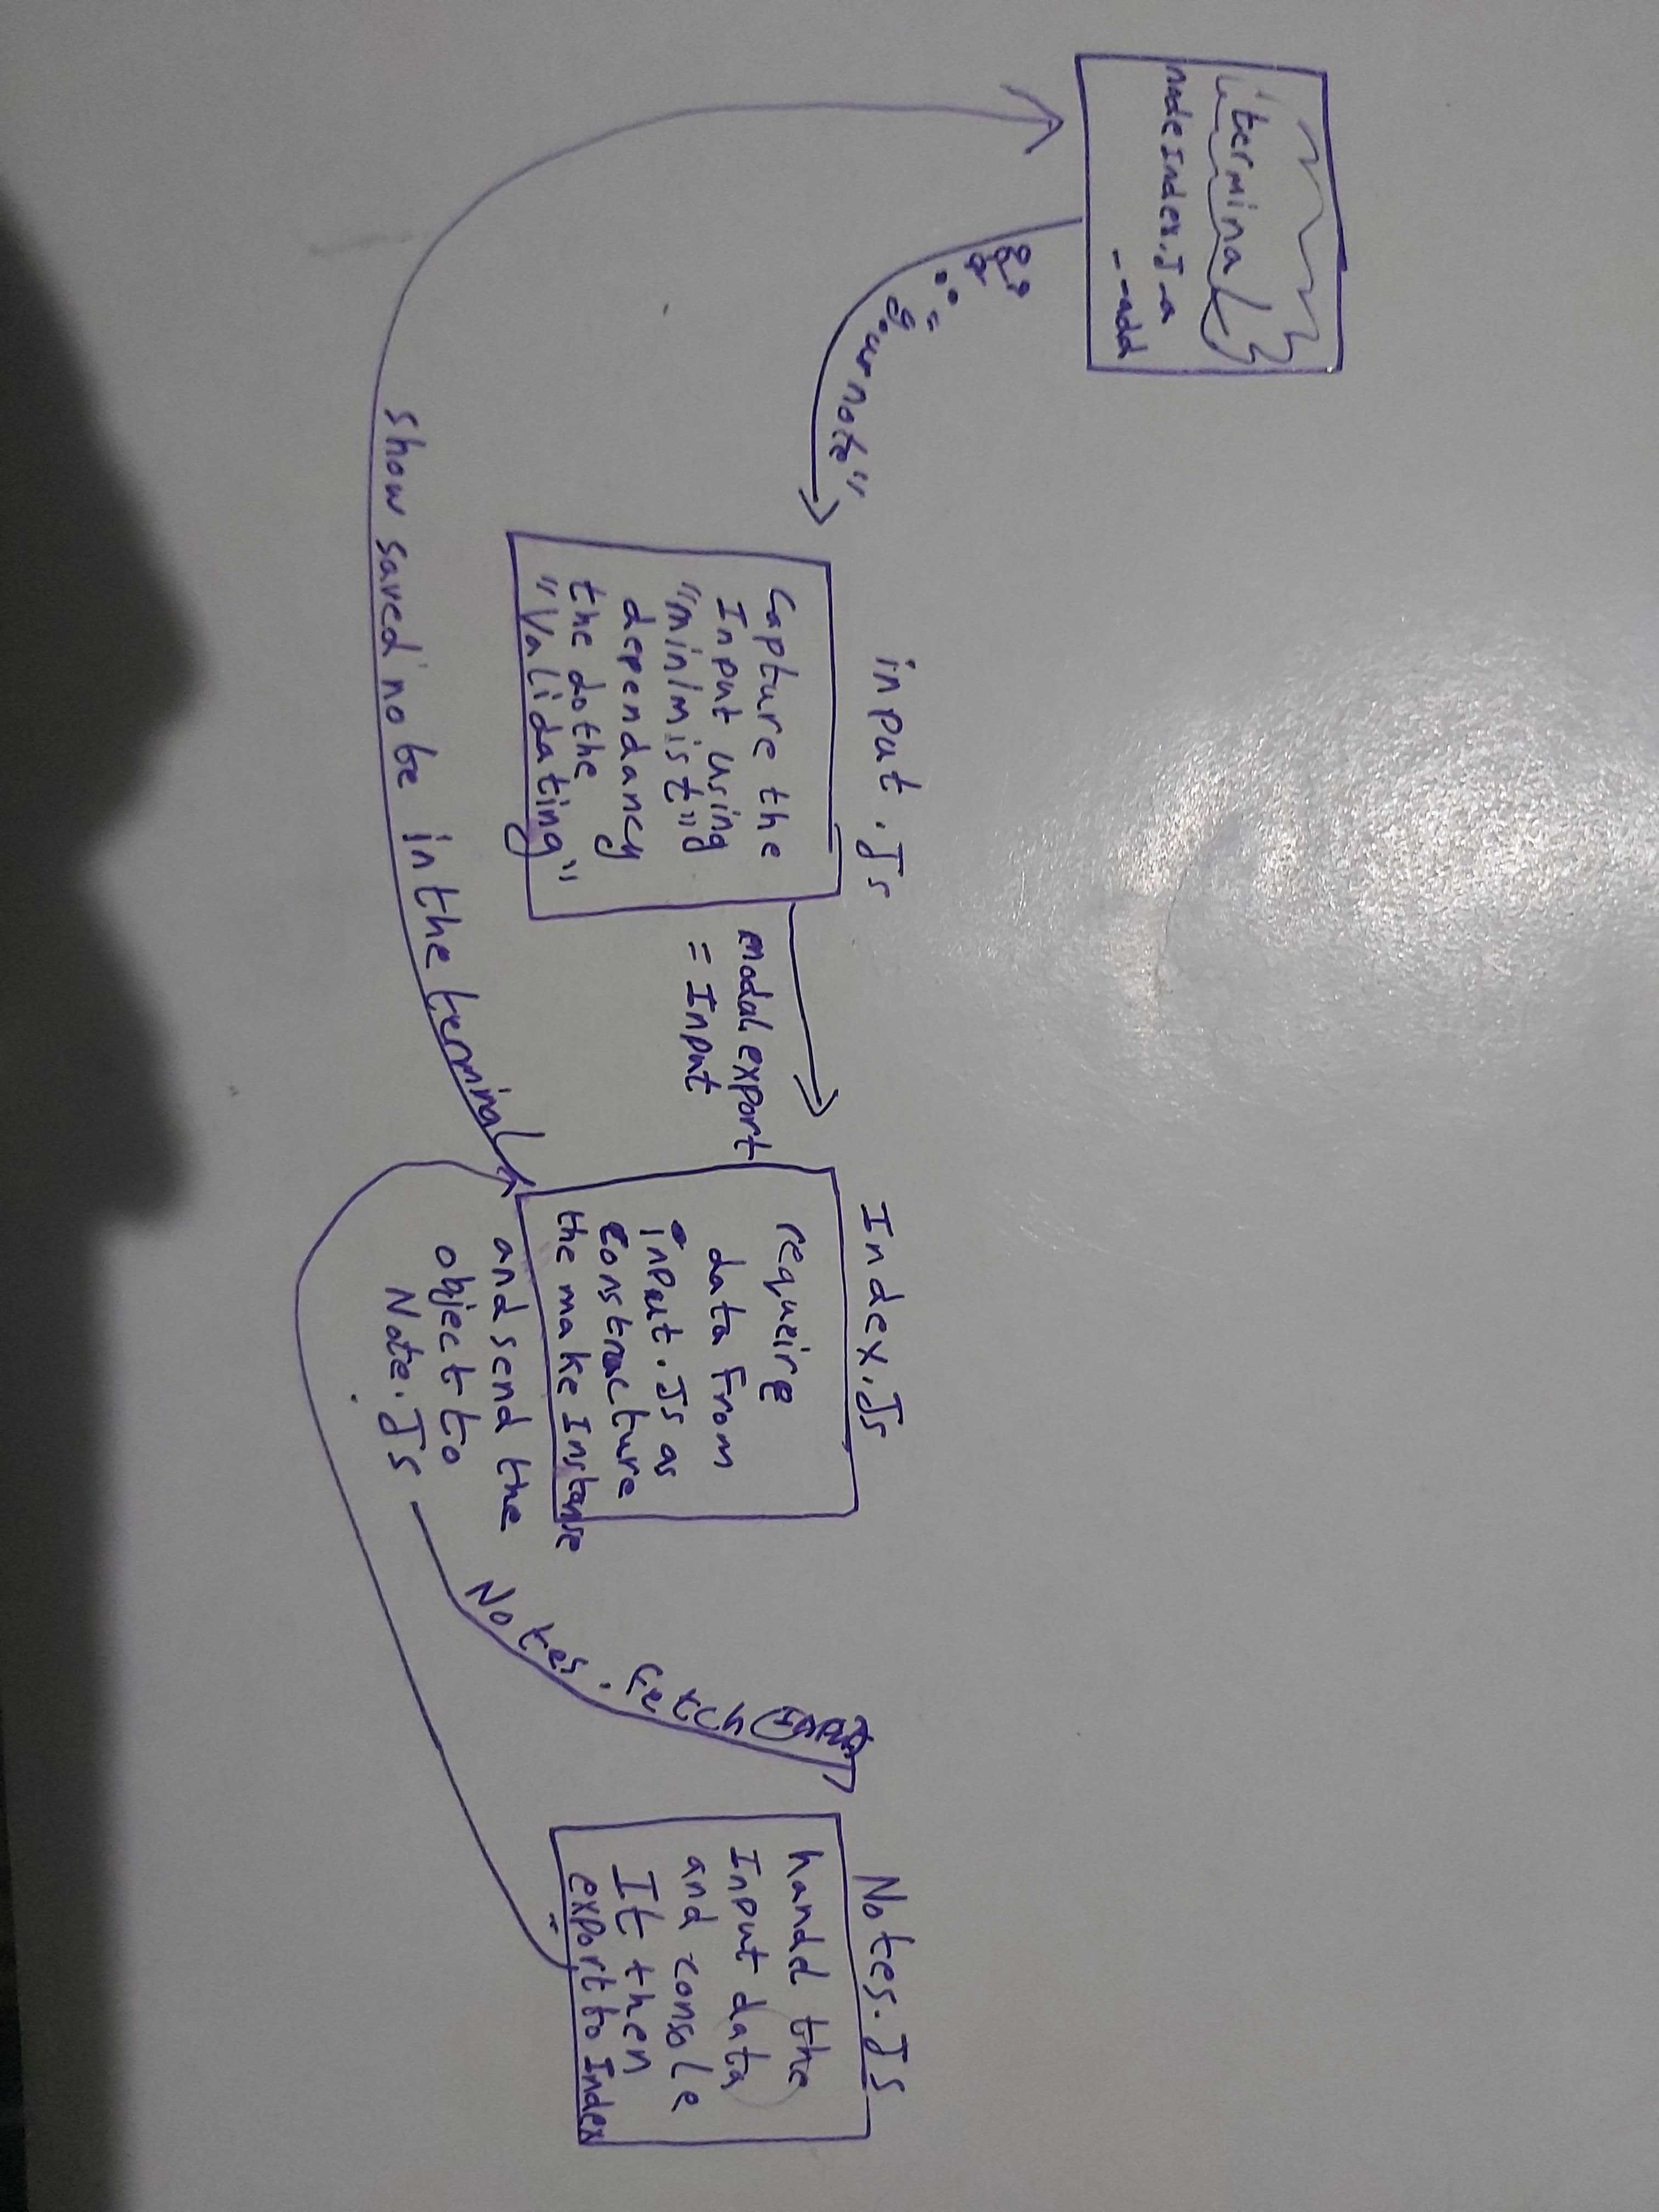 terminal
node Index.J -a
--add
add : "your note"
input.Js
Capture the
Input using
"minImist"
dependancy
the do the
"Validating"
modal export
= Input
Index.Js
requeire
data From
input.Js as
constracture
the make Instanse
and send the
object to
Note.JS
Notes.fetch(Input)
Notes.JS
handel the
Input data
and console
It then
export to Index
show saved note in the terminal